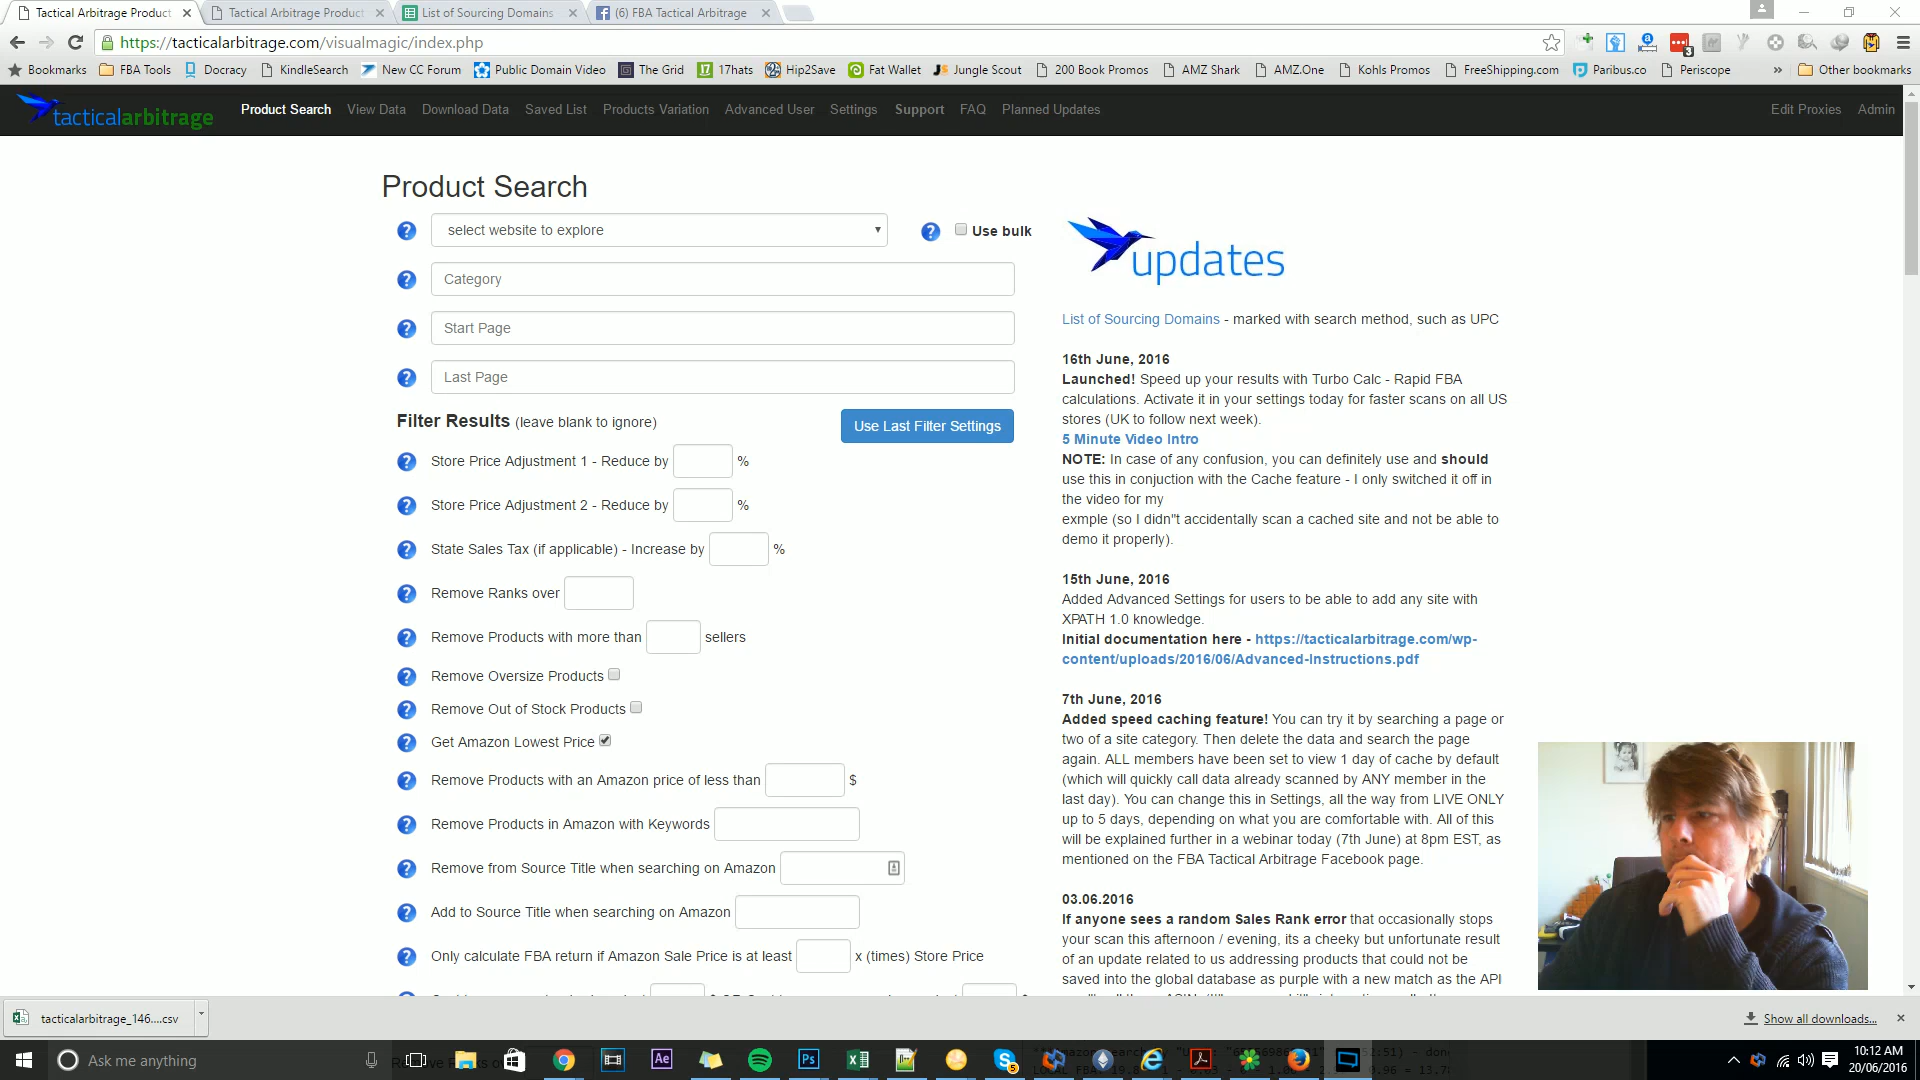 Tactical Arbitrage Product
Tactical Arbitrage Product
List of Sourcing Domains
(6) FBA Tactical Arbitrage
https://tacticalarbitrage.com/visualmagic/index.php
3
Bookmarks
FBA Tools
Docracy
KindleSearch
New CC Forum
Public Domain Video
The Grid
17hats
Hip2Save
Fat Wallet
Jungle Scout
200 Book Promos
AMZ Shark
AMZ.One
Kohls Promos
FreeShipping.com
Paribus.co
Periscope
»
Other bookmarks
tacticalarbitrage
Product Search
View Data
Download Data
Saved List
Products Variation
Advanced User
Settings
Support
FAQ
Planned Updates
Edit Proxies
Admin
Product Search
select website to explore
Use bulk
Category
Start Page
Last Page
Filter Results (leave blank to ignore)
Use Last Filter Settings
Store Price Adjustment 1 - Reduce by %
Store Price Adjustment 2 - Reduce by %
State Sales Tax (if applicable) - Increase by %
Remove Ranks over
Remove Products with more than sellers
Remove Oversize Products
Remove Out of Stock Products
Get Amazon Lowest Price
Remove Products with an Amazon price of less than $
Remove Products in Amazon with Keywords
Remove from Source Title when searching on Amazon
Add to Source Title when searching on Amazon
Only calculate FBA return if Amazon Sale Price is at least x (times) Store Price
updates
List of Sourcing Domains - marked with search method, such as UPC
16th June, 2016
Launched! Speed up your results with Turbo Calc - Rapid FBA
calculations. Activate it in your settings today for faster scans on all US
stores (UK to follow next week).
5 Minute Video Intro
NOTE: In case of any confusion, you can definitely use and should
use this in conjuction with the Cache feature - I only switched it off in
the video for my
exmple (so I didn"t accidentally scan a cached site and not be able to
demo it properly).
15th June, 2016
Added Advanced Settings for users to be able to add any site with
XPATH 1.0 knowledge.
Initial documentation here - https://tacticalarbitrage.com/wp-
content/uploads/2016/06/Advanced-Instructions.pdf
7th June, 2016
Added speed caching feature! You can try it by searching a page or
two of a site category. Then delete the data and search the page
again. ALL members have been set to view 1 day of cache by default
(which will quickly call data already scanned by ANY member in the
last day). You can change this in Settings, all the way from LIVE ONLY
up to 5 days, depending on what you are comfortable with. All of this
will be explained further in a webinar today (7th June) at 8pm EST, as
mentioned on the FBA Tactical Arbitrage Facebook page.
03.06.2016
If anyone sees a random Sales Rank error that occasionally stops
your scan this afternoon / evening, its a cheeky but unfortunate result
of an update related to us addressing products that could not be
saved into the global database as purple with a new match as the API
tacticalarbitrage_146....csv
Show all downloads...
Ask me anything
10:12 AM
20/06/2016